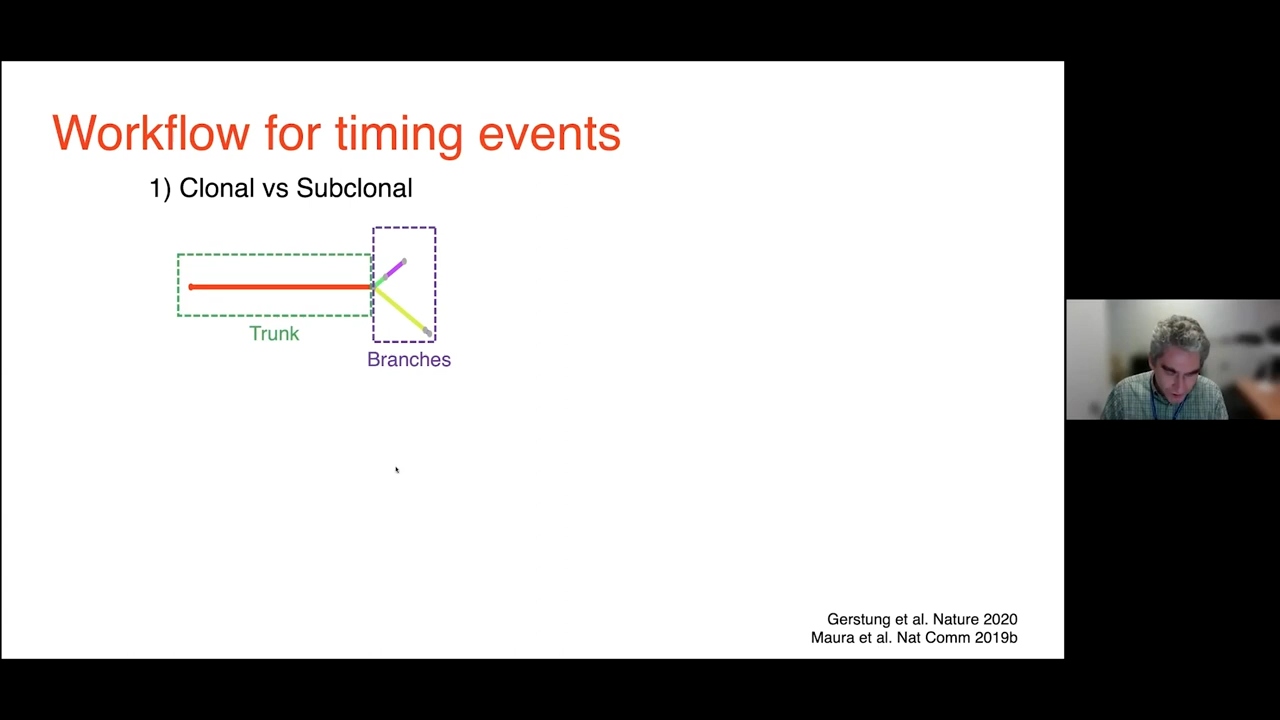 Workflow for timing events
1) Clonal vs Subclonal
Trunk
Branches
Gerstung et al. Nature 2020
Maura et al. Nat Comm 2019b